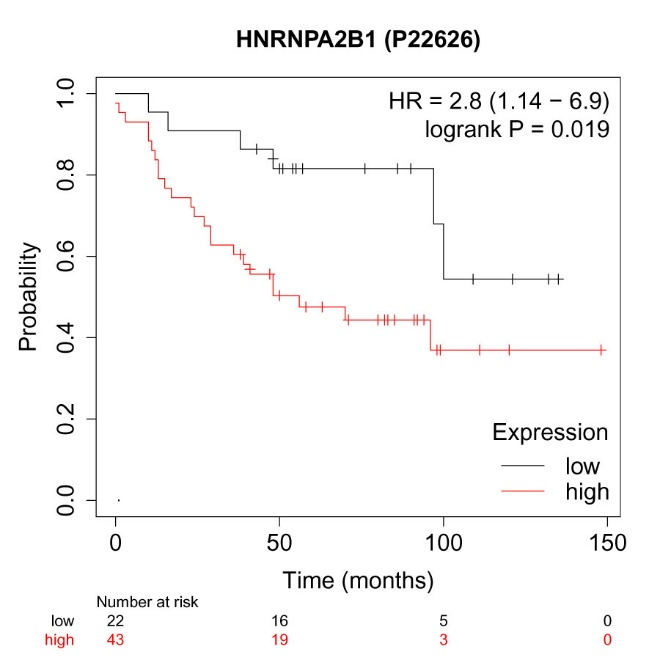 HNRNPA2B1 (P22626)
HR = 2.8 (1.14 − 6.9)
logrank P = 0.019
Probability
1.0
0.8
0.6
0.4
0.2
0.0
Expression
low
high
0 50 100 150
Time (months)
Number at risk
low 22 16 5 0
high 43 19 3 0